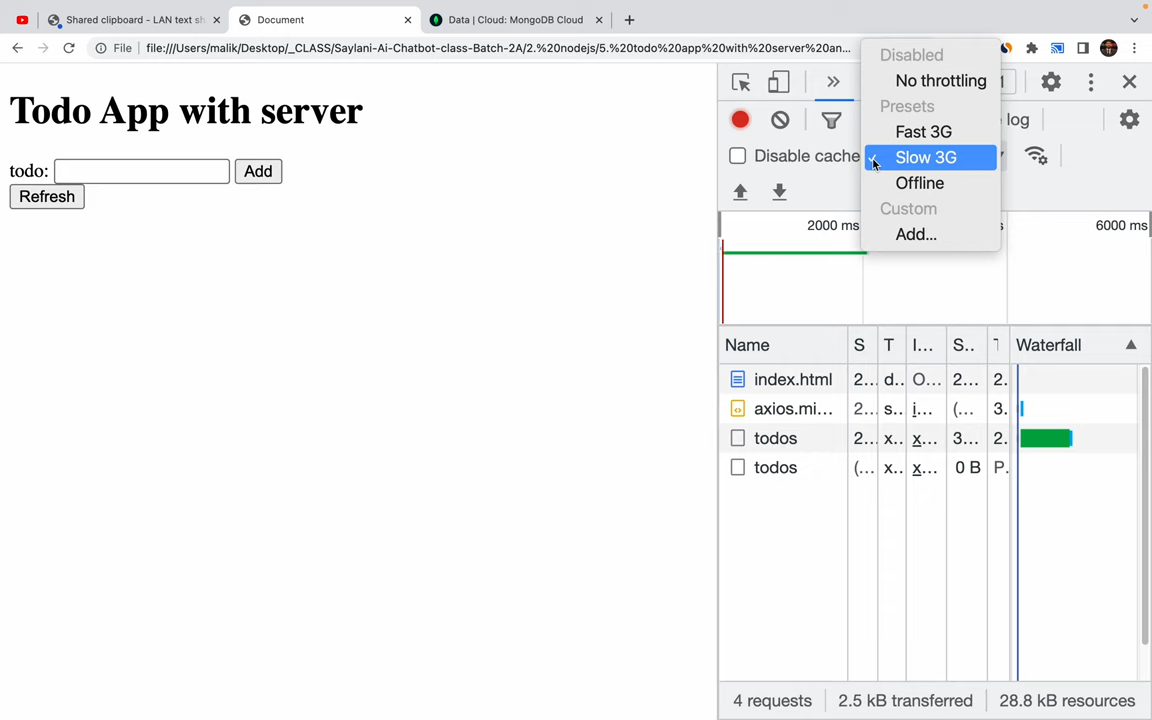 Shared clipboard - LAN text sh
Document
Data | Cloud: MongoDB Cloud
File
file:///Users/malik/Desktop/_CLASS/Saylani-Ai-Chatbot-class-Batch-2A/2.%20nodejs/5.%20todo%20app%20with%20server%20an...
Todo App with server
todo:
Add
Refresh
Disabled
No throttling
Presets
Fast 3G
✓ Slow 3G
Offline
Custom
Add...
1
log
Disable cache
2000 ms
s
6000 ms
Name S T I... S.. T Waterfall
index.html 2... d.. O... 2... 2.
axios.mi... 2... s.. i... (... 3.
todos 2... x.. x... 3... 2.
todos (... x.. x... 0 B P.
4 requests 2.5 kB transferred 28.8 kB resources